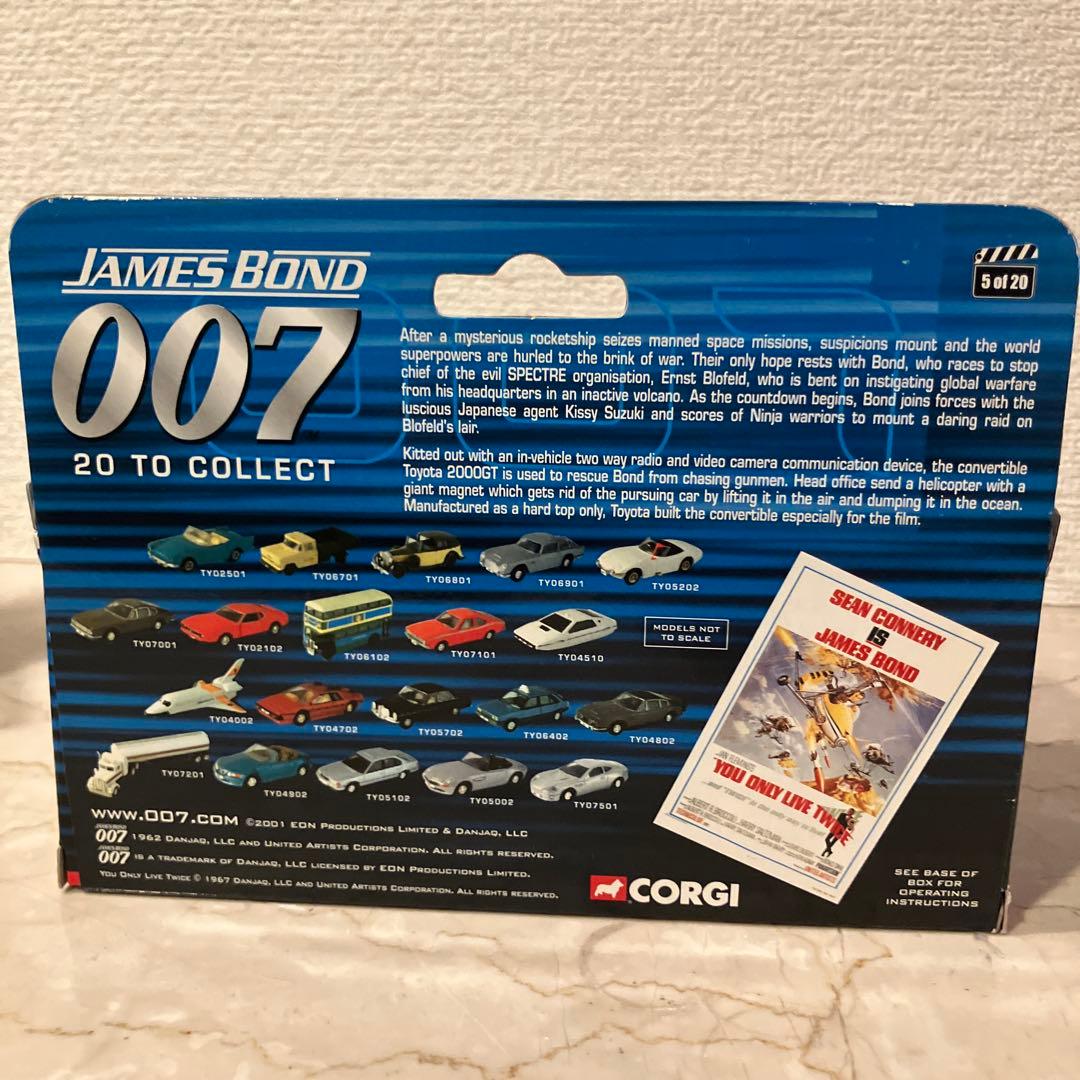 JAMES BOND
007
20 TO COLLECT
5 of 20
After a mysterious rocketship seizes manned space missions, suspicions mount and the world
superpowers are hurled to the brink of war. Their only hope rests with Bond, who races to stop
chief of the evil SPECTRE organisation, Ernst Blofeld, who is bent on instigating global warfare
from his headquarters in an inactive volcano. As the countdown begins, Bond joins forces with the
luscious Japanese agent Kissy Suzuki and scores of Ninja warriors to mount a daring raid on
Blofeld's lair.
Kitted out with an in-vehicle two way radio and video camera communication device, the convertible
Toyota 2000GT is used to rescue Bond from chasing gunmen. Head office send a helicopter with a
giant magnet which gets rid of the pursuing car by lifting it in the air and dumping it in the ocean.
Manufactured as a hard top only, Toyota built the convertible especially for the film.
TY02501 TY06701 TY06801 TY06901 TY05202
TY07001 TY02102 TY06102 TY07101 TY04510
MODELS NOT
TO SCALE
TY04002 TY04702 TY05702 TY06402 TY04802
TY07201 TY04902 TY05102 TY05002 TY07501
SEAN CONNERY
IS
JAMES BOND
IAN FLEMING'S
YOU ONLY LIVE TWICE
WWW.007.COM ©2001 EON PRODUCTIONS LIMITED & DANJAQ, LLC
JAMES BOND
007 1962 DANJAQ, LLC AND UNITED ARTISTS CORPORATION. ALL RIGHTS RESERVED.
JAMES BOND
007 IS A TRADEMARK OF DANJAQ, LLC LICENSED BY EON PRODUCTIONS LIMITED.
YOU ONLY LIVE TWICE © 1967 DANJAQ, LLC AND UNITED ARTISTS CORPORATION. ALL RIGHTS RESERVED.
CORGI
SEE BASE OF
BOX FOR
OPERATING
INSTRUCTIONS